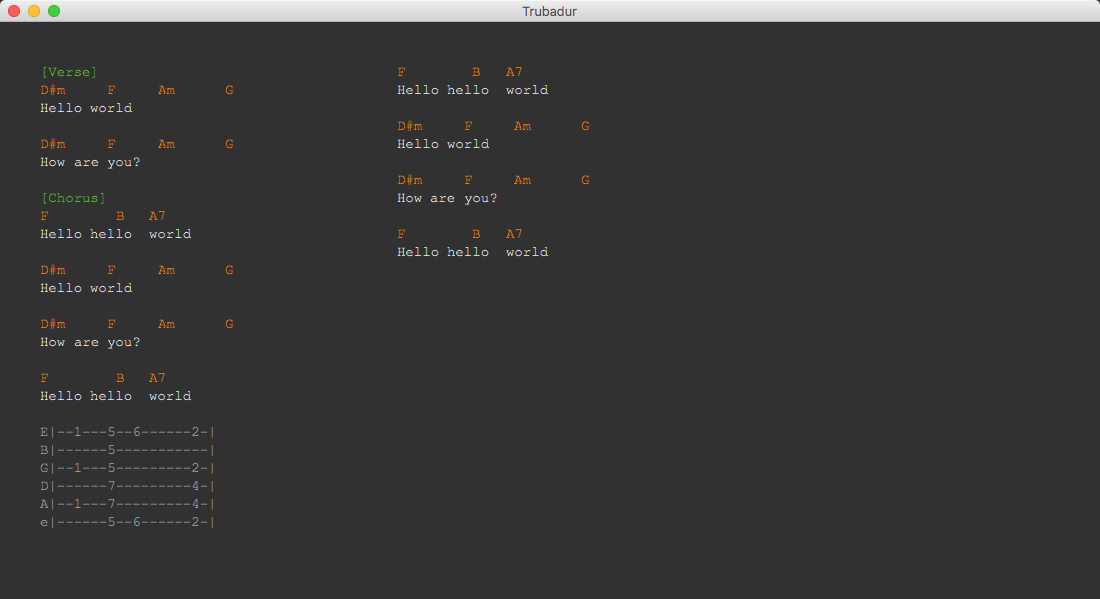 Trubadur
[Verse]
D#m     F     Am      G
Hello world
D#m     F     Am      G
How are you?
[Chorus]
F        B   A7
Hello hello  world
D#m     F     Am      G
Hello world
D#m     F     Am      G
How are you?
F        B   A7
Hello hello  world
E|--1---5--6------2-|
B|------5-----------|
G|--1---5---------2-|
D|------7---------4-|
A|--1---7---------4-|
e|------5--6------2-|
F        B   A7
Hello hello  world
D#m     F     Am      G
Hello world
D#m     F     Am      G
How are you?
F        B   A7
Hello hello  world